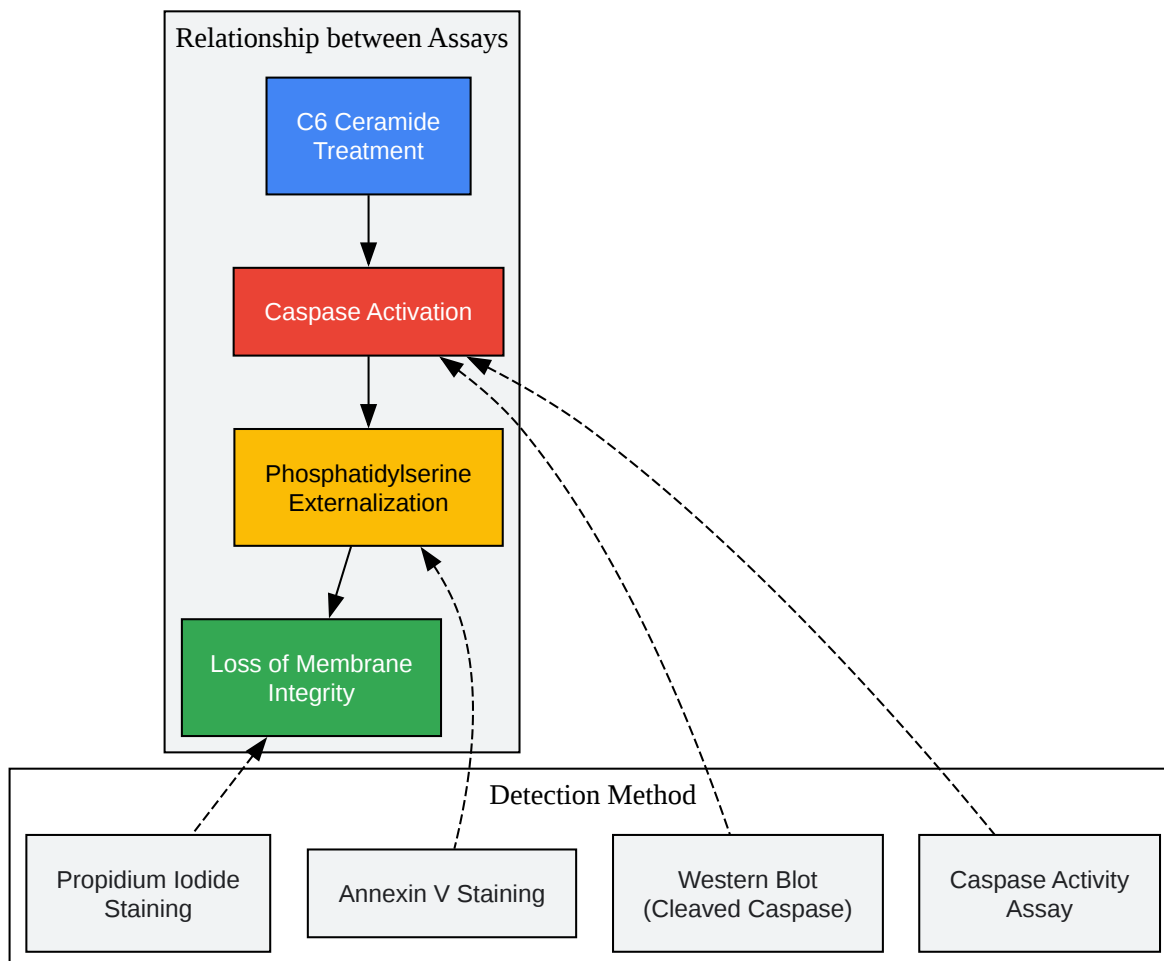 Relationship between Assays
C6 Ceramide
Treatment
Caspase Activation
Phosphatidylserine
Externalization
Loss of Membrane
Integrity
Detection Method
Propidium Iodide
Staining
Annexin V Staining
Western Blot
(Cleaved Caspase)
Caspase Activity
Assay